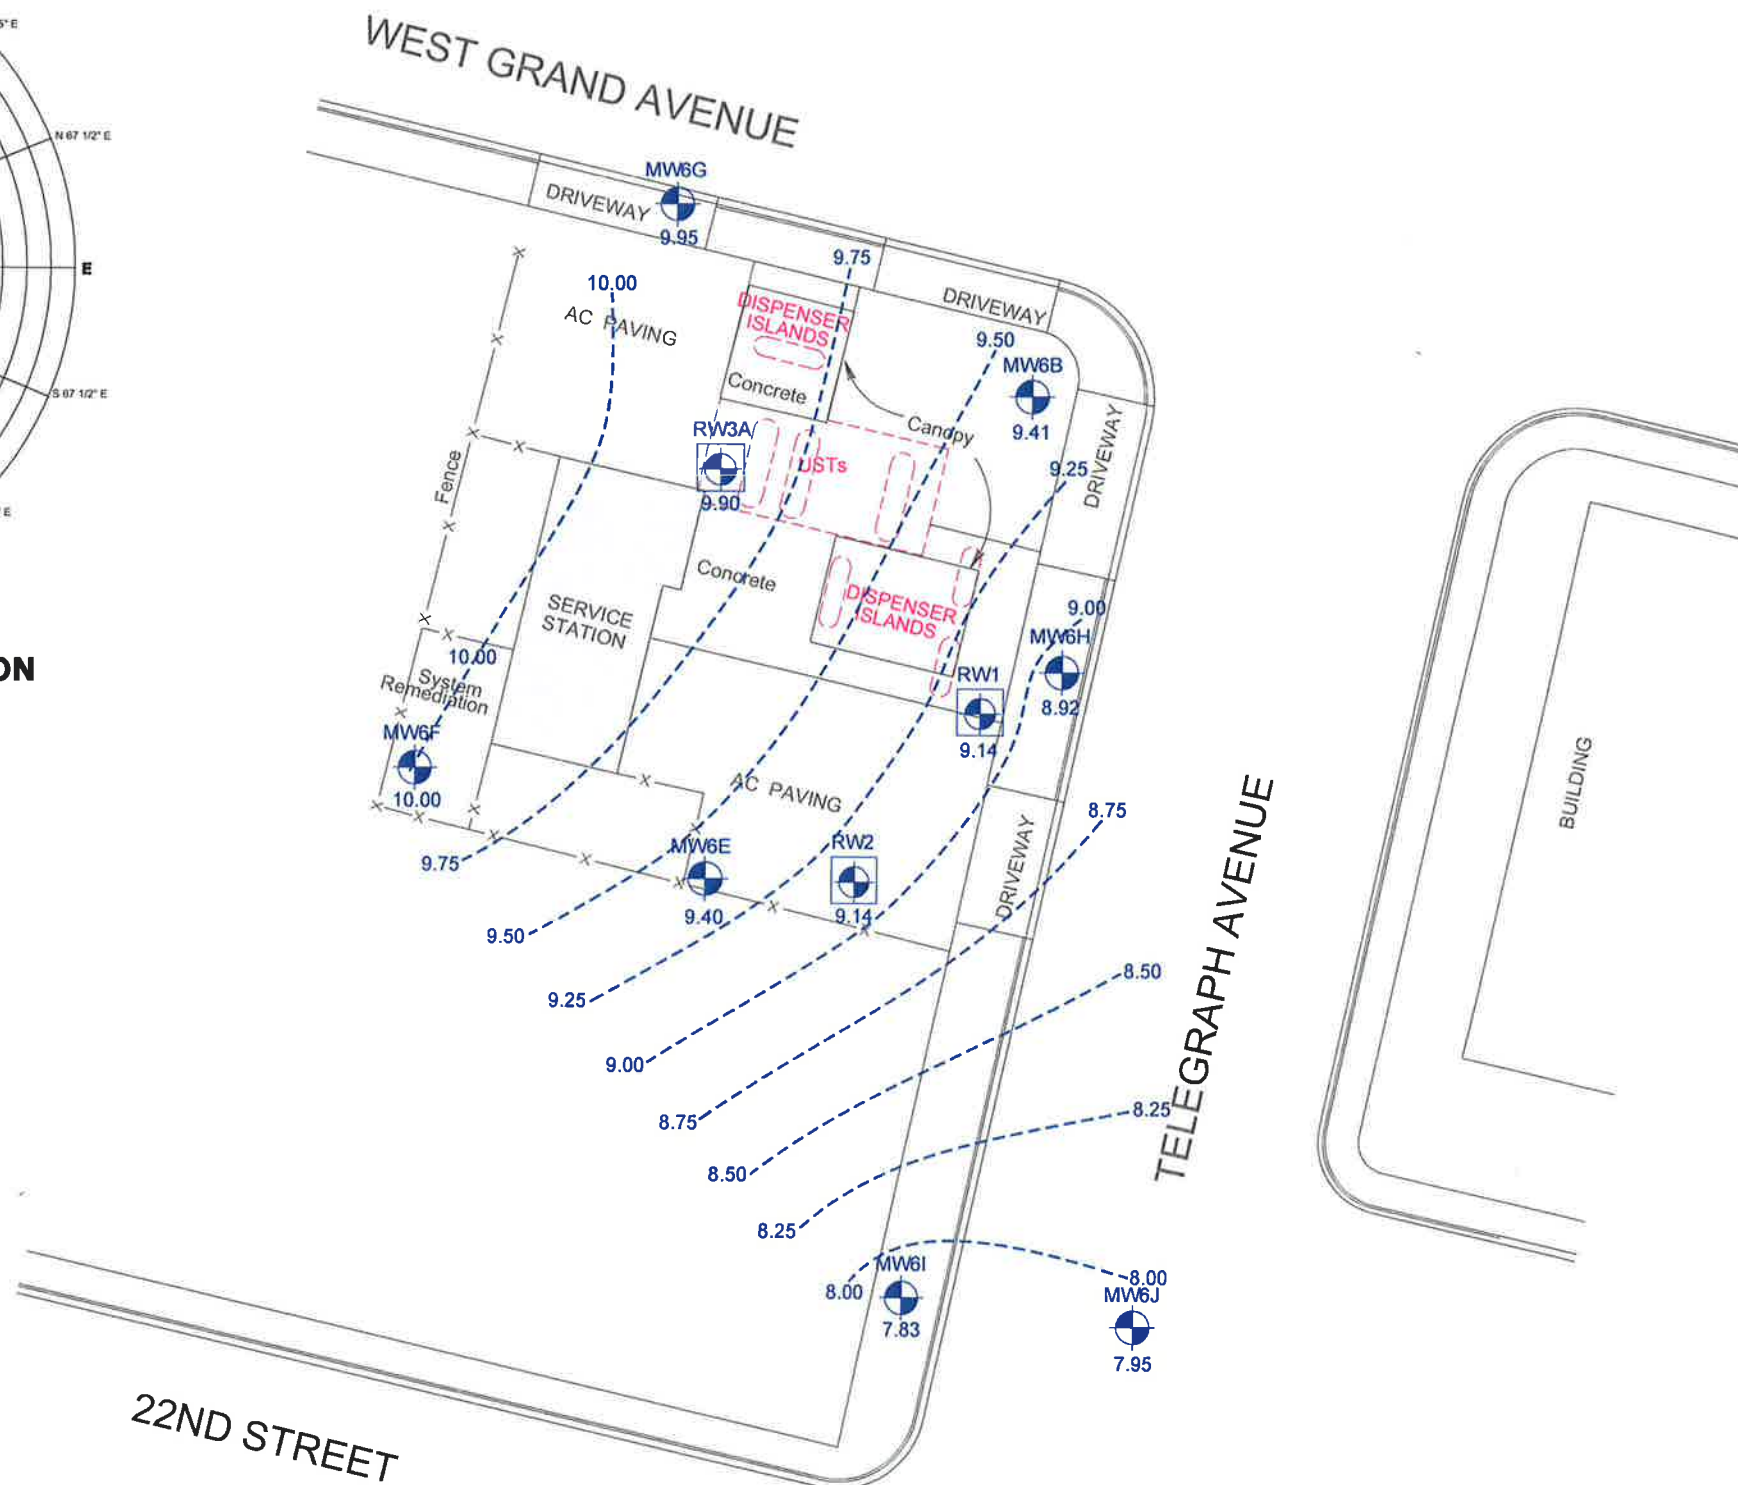 5° E
WEST GRAND AVENUE
N 67 1/2° E
E
S 67 1/2° E
E
ON
MW6G
9.95
DRIVEWAY
9.75
10.00
AC PAVING
DISPENSER
ISLANDS
Concrete
DRIVEWAY
9.50
MW6B
9.41
Canopy
DRIVEWAY
9.25
RW3A
9.90
USTs
Fence
Concrete
SERVICE
STATION
DISPENSER
ISLANDS
9.00
MW6H
8.92
10.00
System
Remediation
RW1
9.14
MW6F
10.00
AC PAVING
8.75
BUILDING
DRIVEWAY
TELEGRAPH AVENUE
9.75
MW6E
9.40
RW2
9.14
9.50
8.50
9.25
9.00
8.75
8.25
8.50
8.25
MW6I
7.83
8.00
8.00
MW6J
7.95
22ND STREET